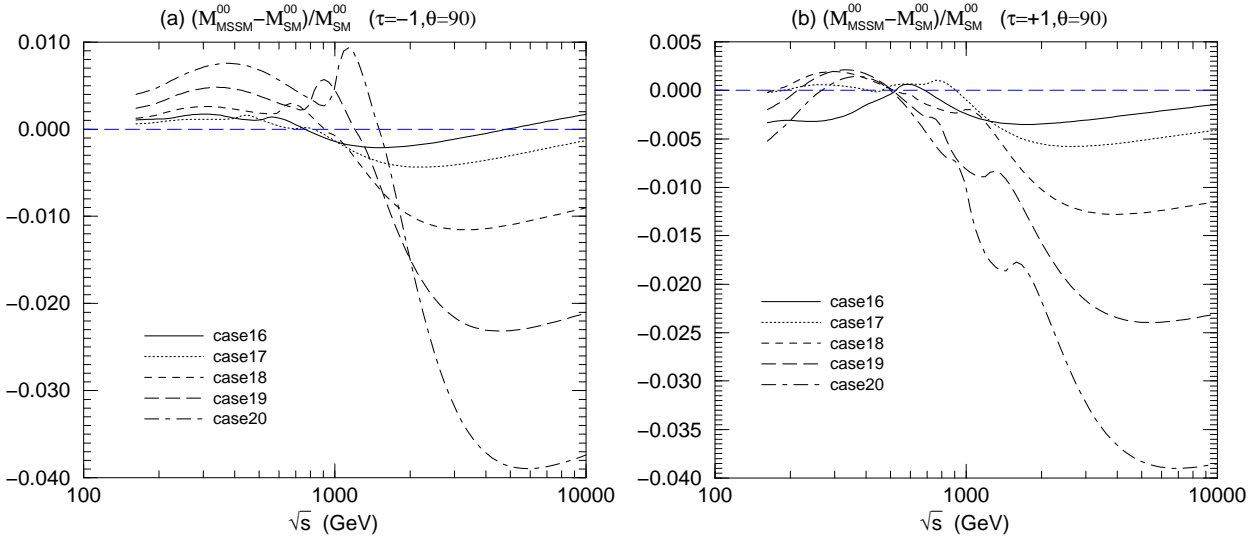 (a) (M^00_MSSM−M^00_SM)/M^00_SM (τ=−1,θ=90)
0.010
0.000
−0.010
−0.020
−0.030
−0.040
case16
case17
case18
case19
case20
100 1000 10000
√s (GeV)
(b) (M^00_MSSM−M^00_SM)/M^00_SM (τ=+1,θ=90)
0.005
0.000
−0.005
−0.010
−0.015
−0.020
−0.025
−0.030
−0.035
−0.040
case16
case17
case18
case19
case20
100 1000 10000
√s (GeV)